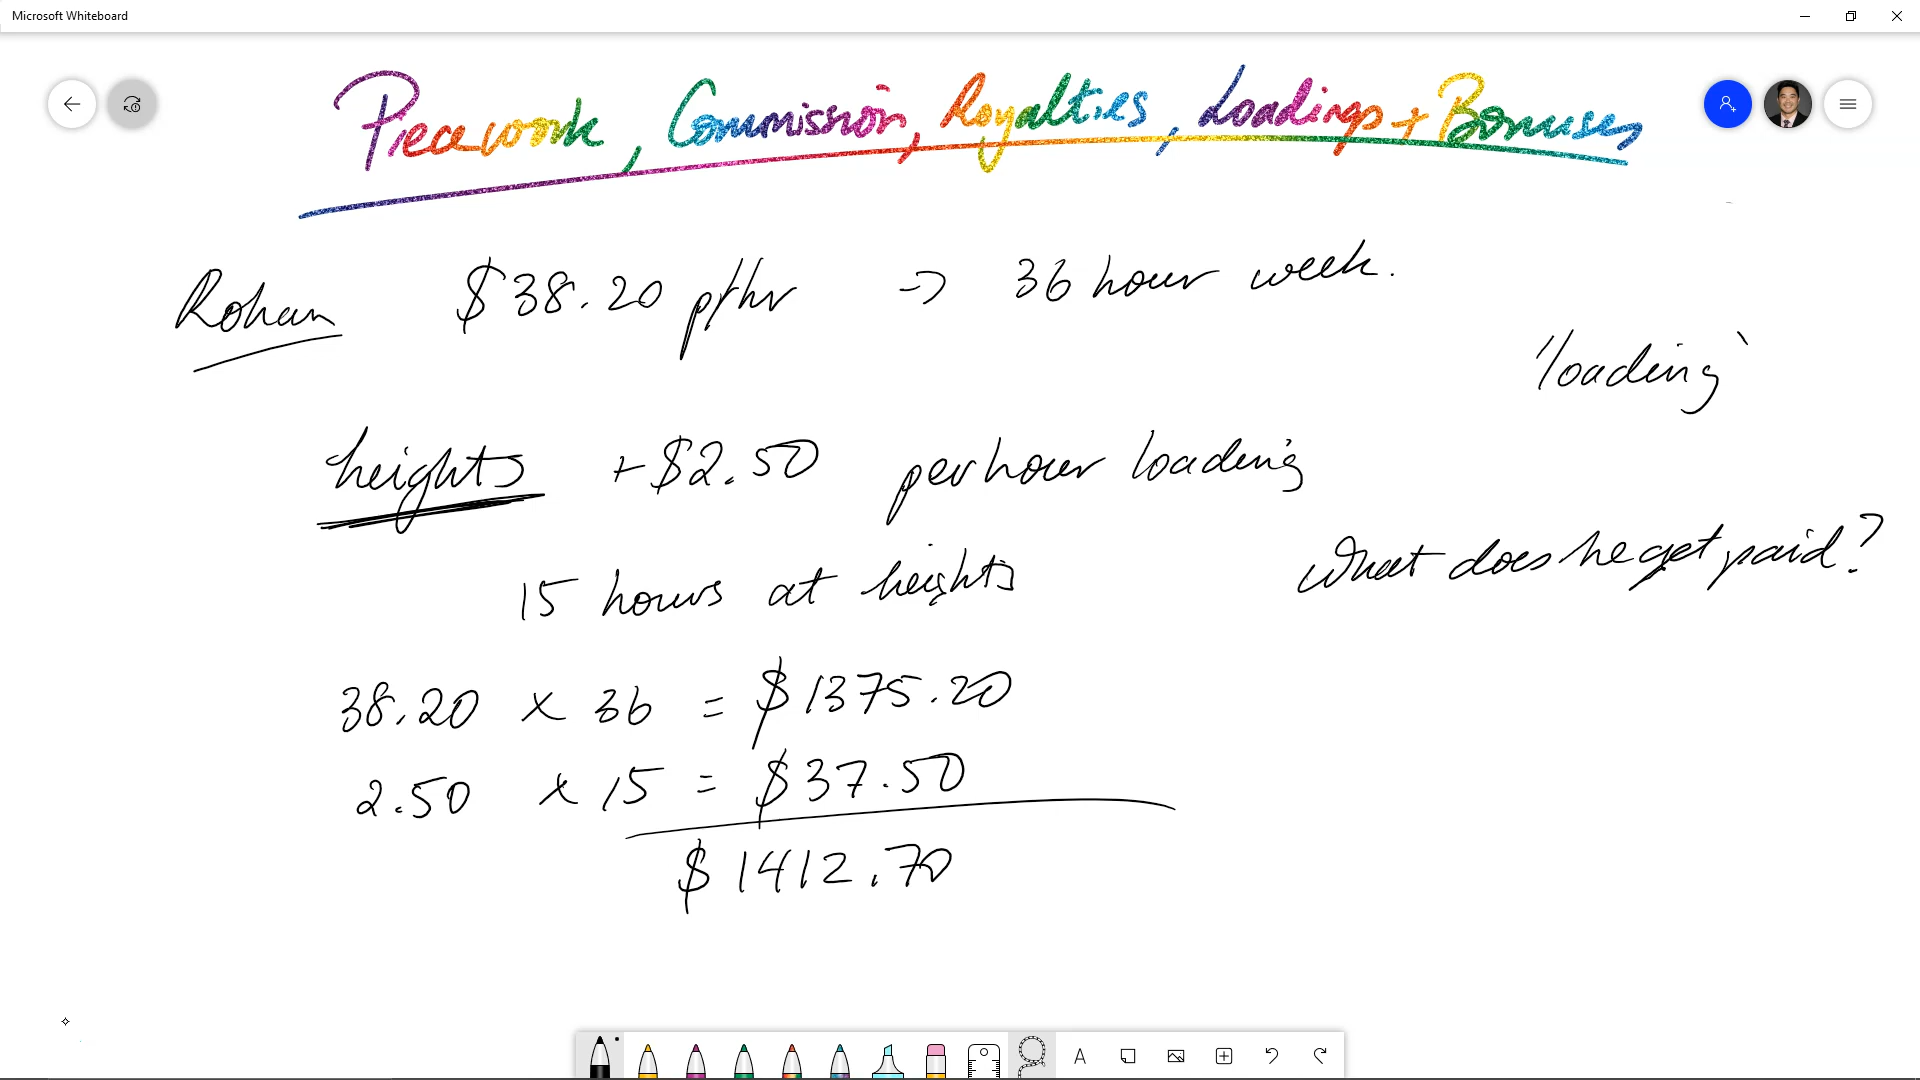 Microsoft Whiteboard
Piecework, Commission, Royalties, Loadings + Bonuses
Rohan $38.20 p/hr => 36 hour week.
'loading'
heights +$2.50 per hour loading
What does he get paid?
15 hours at heights
38.20 x 36 = $1375.20
2.50 x 15 = $37.50
$1412.70
A